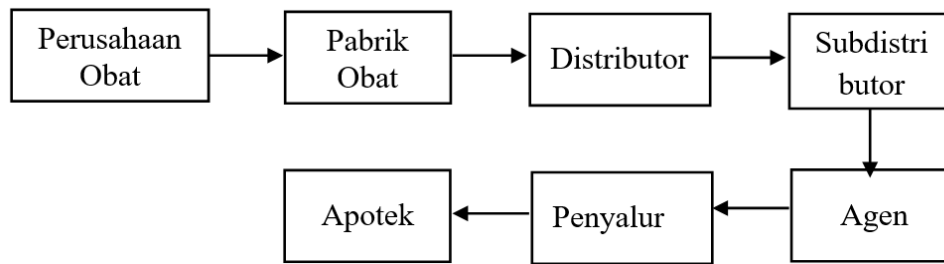 Perusahaan
Obat
Pabrik
Obat
Distributor
Subdistri
butor
Apotek
Penyalur
Agen